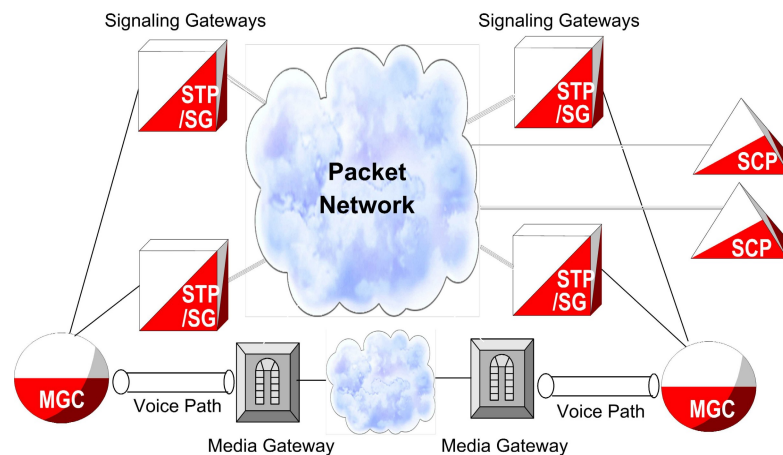 Signaling Gateways
Signaling Gateways
STP
/SG
STP
/SG
SCP
Packet
Network
SCP
STP
/SG
STP
/SG
MGC
MGC
Voice Path
Voice Path
Media Gateway
Media Gateway